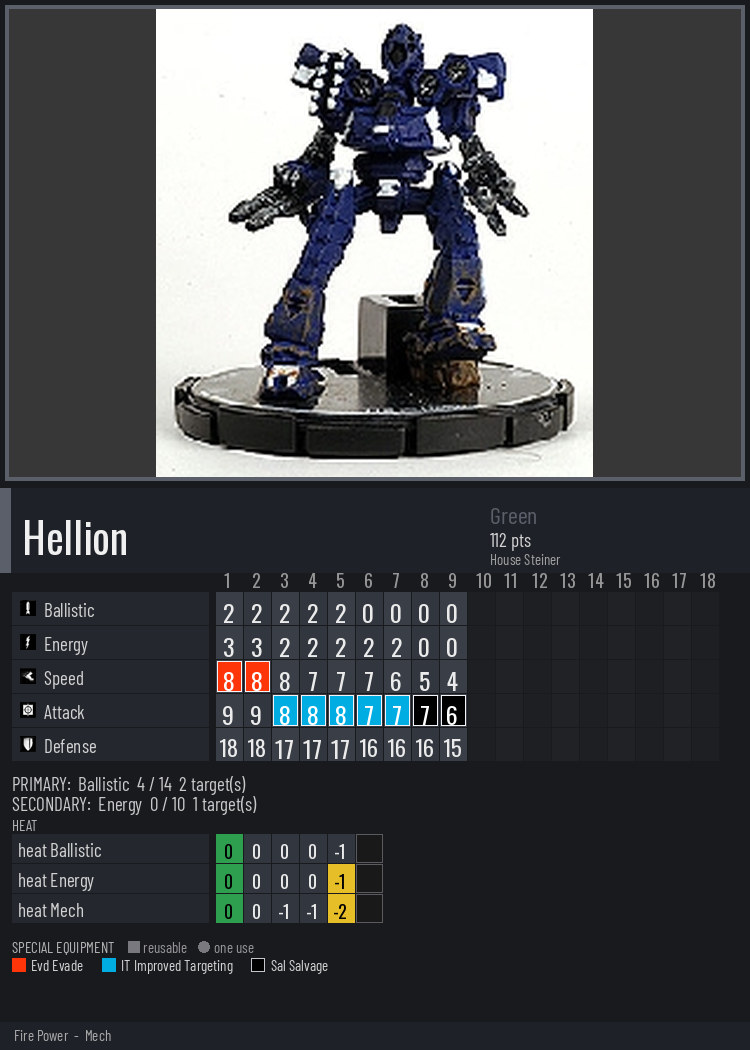 Hellion
Green
112 pts
House Steiner
1 2 3 4 5 6 7 8 9 10 11 12 13 14 15 16 17 18
Ballistic 2 2 2 2 2 0 0 0 0
Energy 3 3 2 2 2 2 2 0 0
Speed 8 8 8 7 7 7 6 5 4
Attack 9 9 8 8 8 7 7 7 6
Defense 18 18 17 17 17 16 16 16 15
PRIMARY: Ballistic 4 / 14 2 target(s)
SECONDARY: Energy 0 / 10 1 target(s)
HEAT
heat Ballistic 0 0 0 0 -1
heat Energy 0 0 0 0 -1
heat Mech 0 0 -1 -1 -2
SPECIAL EQUIPMENT reusable one use
Evd Evade IT Improved Targeting Sal Salvage
Fire Power - Mech